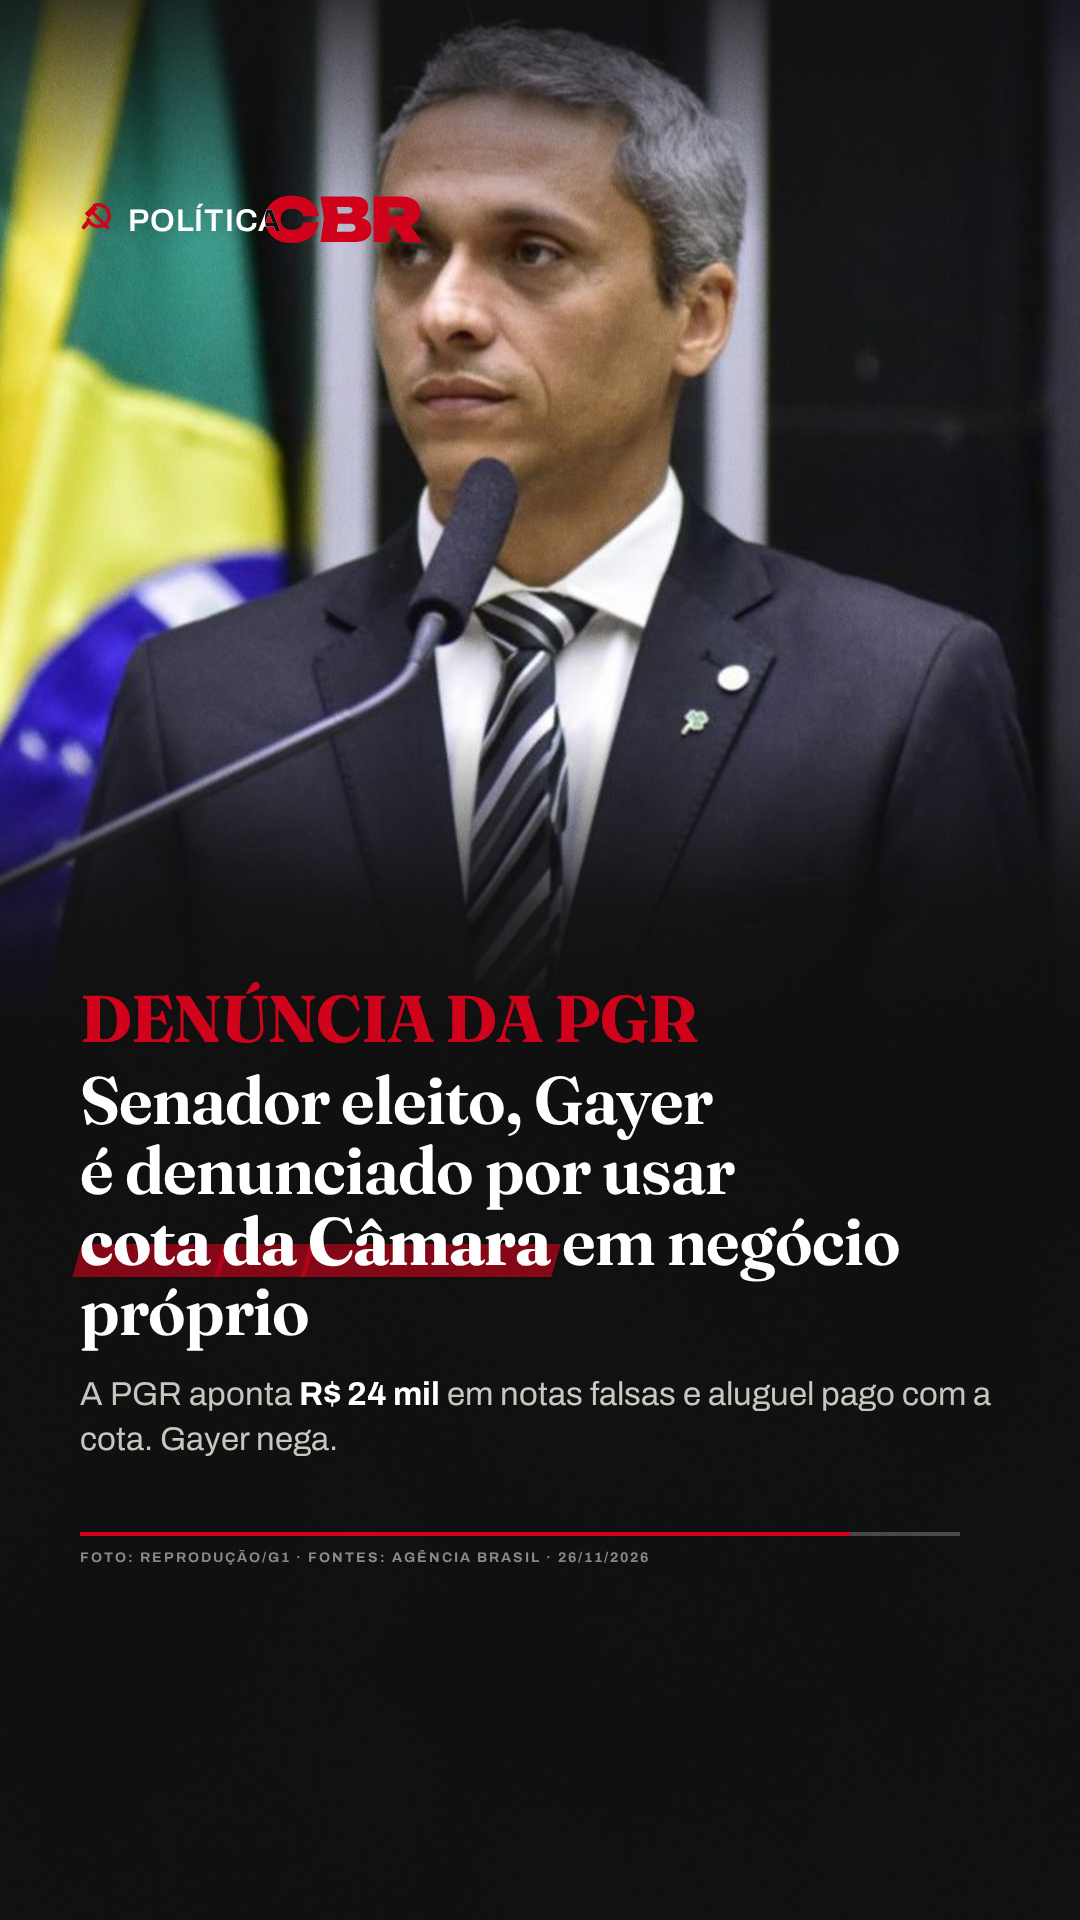 POLÍTICA CBR
DENÚNCIA DA PGR
Senador eleito, Gayer
é denunciado por usar
cota da Câmara em negócio
próprio
A PGR aponta R$ 24 mil em notas falsas e aluguel pago com a
cota. Gayer nega.
FOTO: REPRODUÇÃO/G1 · FONTES: AGÊNCIA BRASIL · 26/11/2026